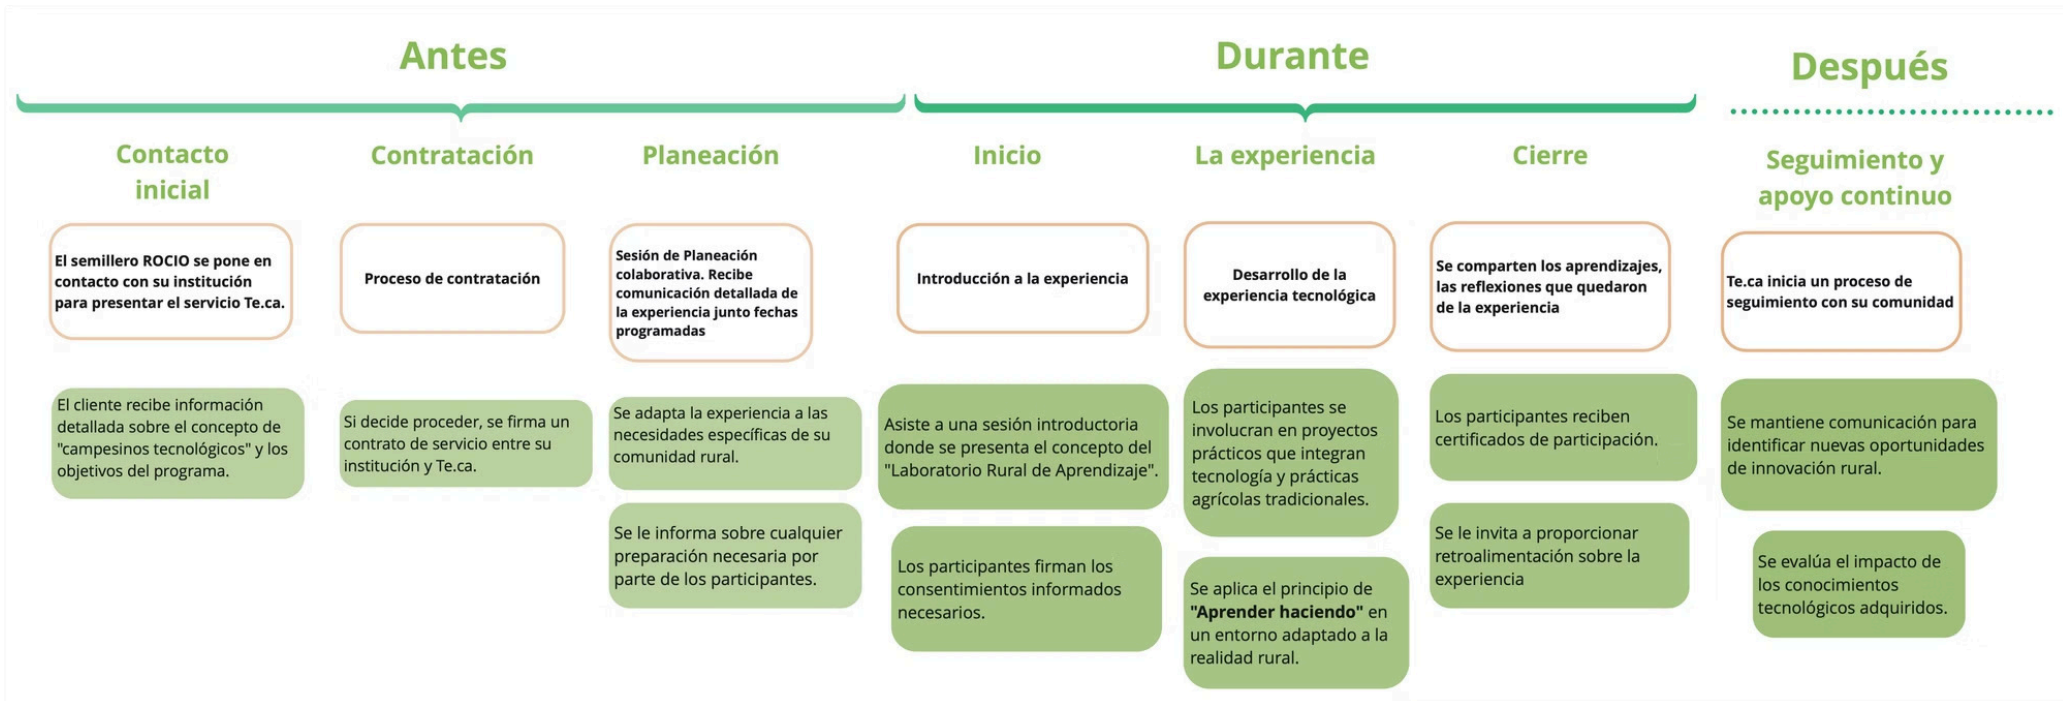 Antes
Contacto
inicial
El semillero ROCIO se pone en
contacto con su institución
para presentar el servicio Te.ca.
El cliente recibe información
detallada sobre el concepto de
"campesinos tecnológicos" y los
objetivos del programa.
Contratación
Proceso de contratación
Si decide proceder, se firma un
contrato de servicio entre su
institución y Te.ca.
Planeación
Sesión de Planeación
colaborativa. Recibe
comunicación detallada de
la experiencia junto fechas
programadas
Se adapta la experiencia a las
necesidades específicas de su
comunidad rural.
Se le informa sobre cualquier
preparación necesaria por
parte de los participantes.
Durante
Inicio
Introducción a la experiencia
Asiste a una sesión introductoria
donde se presenta el concepto del
"Laboratorio Rural de Aprendizaje".
Los participantes firman los
consentimientos informados
necesarios.
La experiencia
Desarrollo de la
experiencia tecnológica
Los participantes se
involucran en proyectos
prácticos que integran
tecnología y prácticas
agrícolas tradicionales.
Se aplica el principio de
"Aprender haciendo" en
un entorno adaptado a la
realidad rural.
Cierre
Se comparten los aprendizajes,
las reflexiones que quedaron
de la experiencia
Los participantes reciben
certificados de participación.
Se le invita a proporcionar
retroalimentación sobre la
experiencia
Después
Seguimiento y
apoyo continuo
Te.ca inicia un proceso de
seguimiento con su comunidad
Se mantiene comunicación para
identificar nuevas oportunidades
de innovación rural.
Se evalúa el impacto de
los conocimientos
tecnológicos adquiridos.